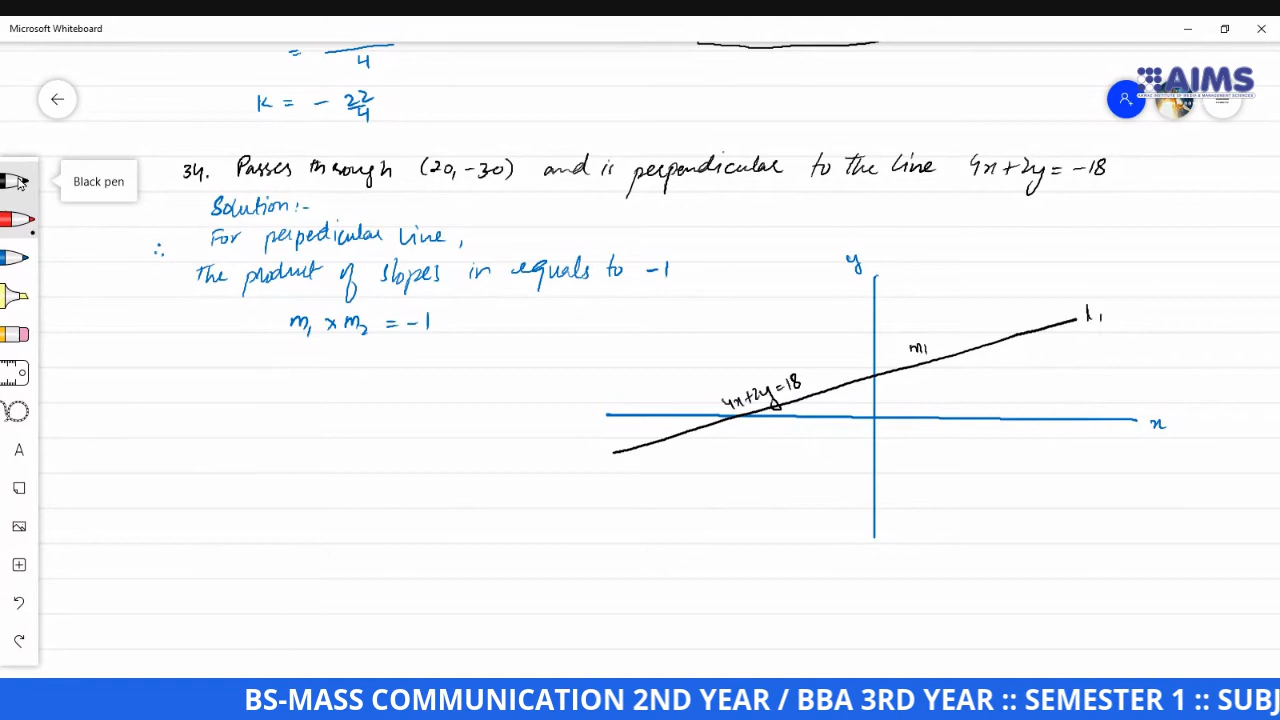 Microsoft Whiteboard
=
4
K = - 22/4
AIMS
Black pen
34. Passes through (20, -30) and is perpendicular to the line 4x+2y = -18
Solution:-
∴ For perpedicular line,
The product of slopes in equals to -1
m₁ × m₂ = -1
y
l₁
m₁
4x+2y=18
x
A
BS-MASS COMMUNICATION 2ND YEAR / BBA 3RD YEAR :: SEMESTER 1 :: SUBJ